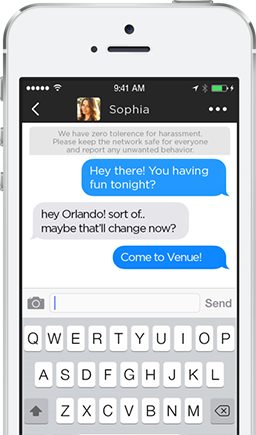 9:41 AM
Sophia
We have zero tolerence for harassment.
Please keep the network safe for everyone
and report any unwanted behavior.
Hey there! You having
fun tonight?
hey Orlando! sort of..
maybe that'll change now?
Come to Venue!
Send
Q W E R T Y U I O P
A S D F G H J K L
Z X C V B N M